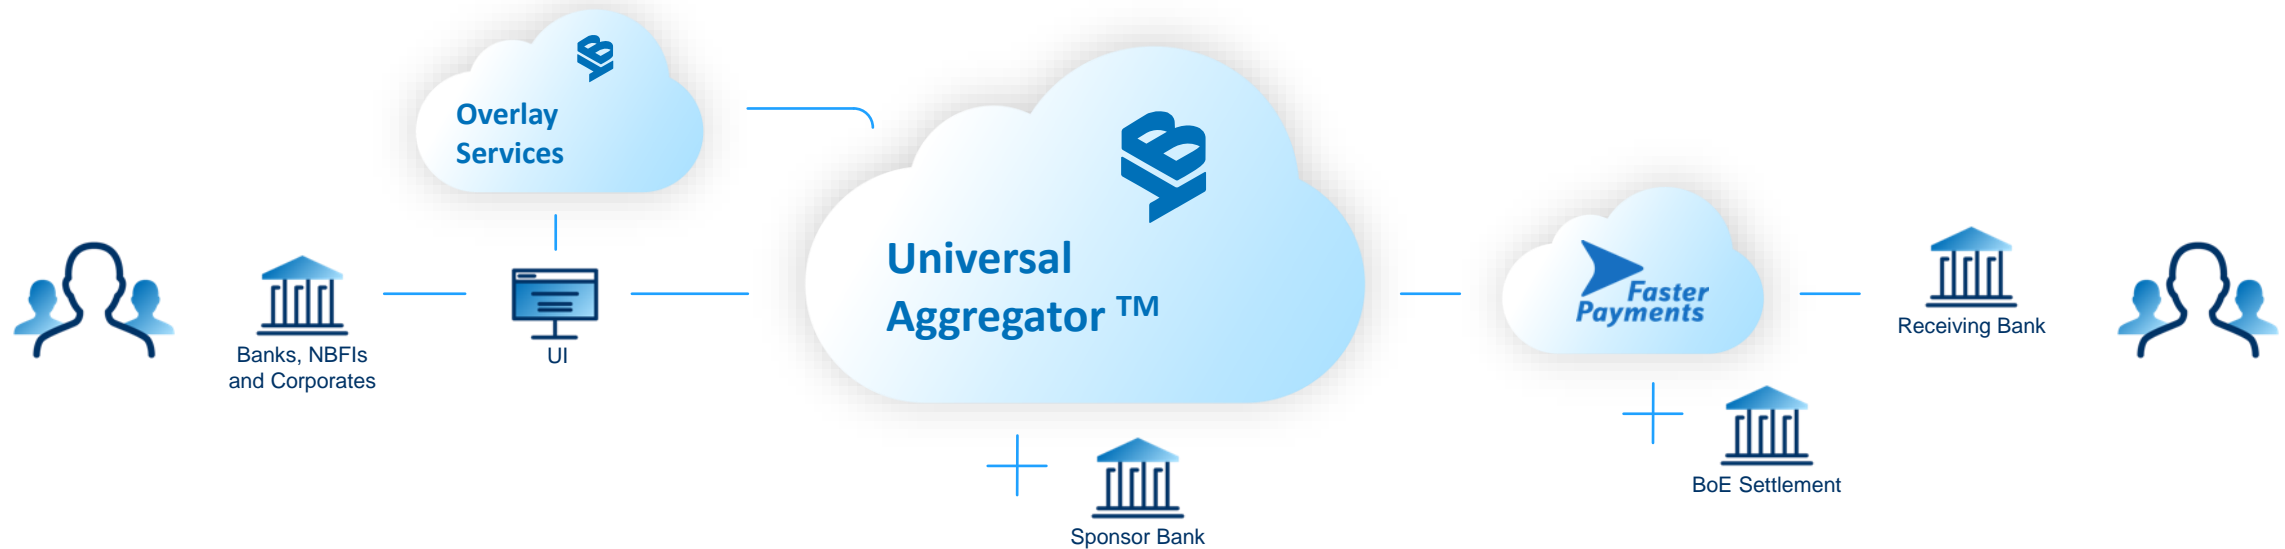 Overlay
Services
Universal
Aggregator ™
Faster
Payments
Banks, NBFIs
and Corporates
UI
Receiving Bank
BoE Settlement
Sponsor Bank